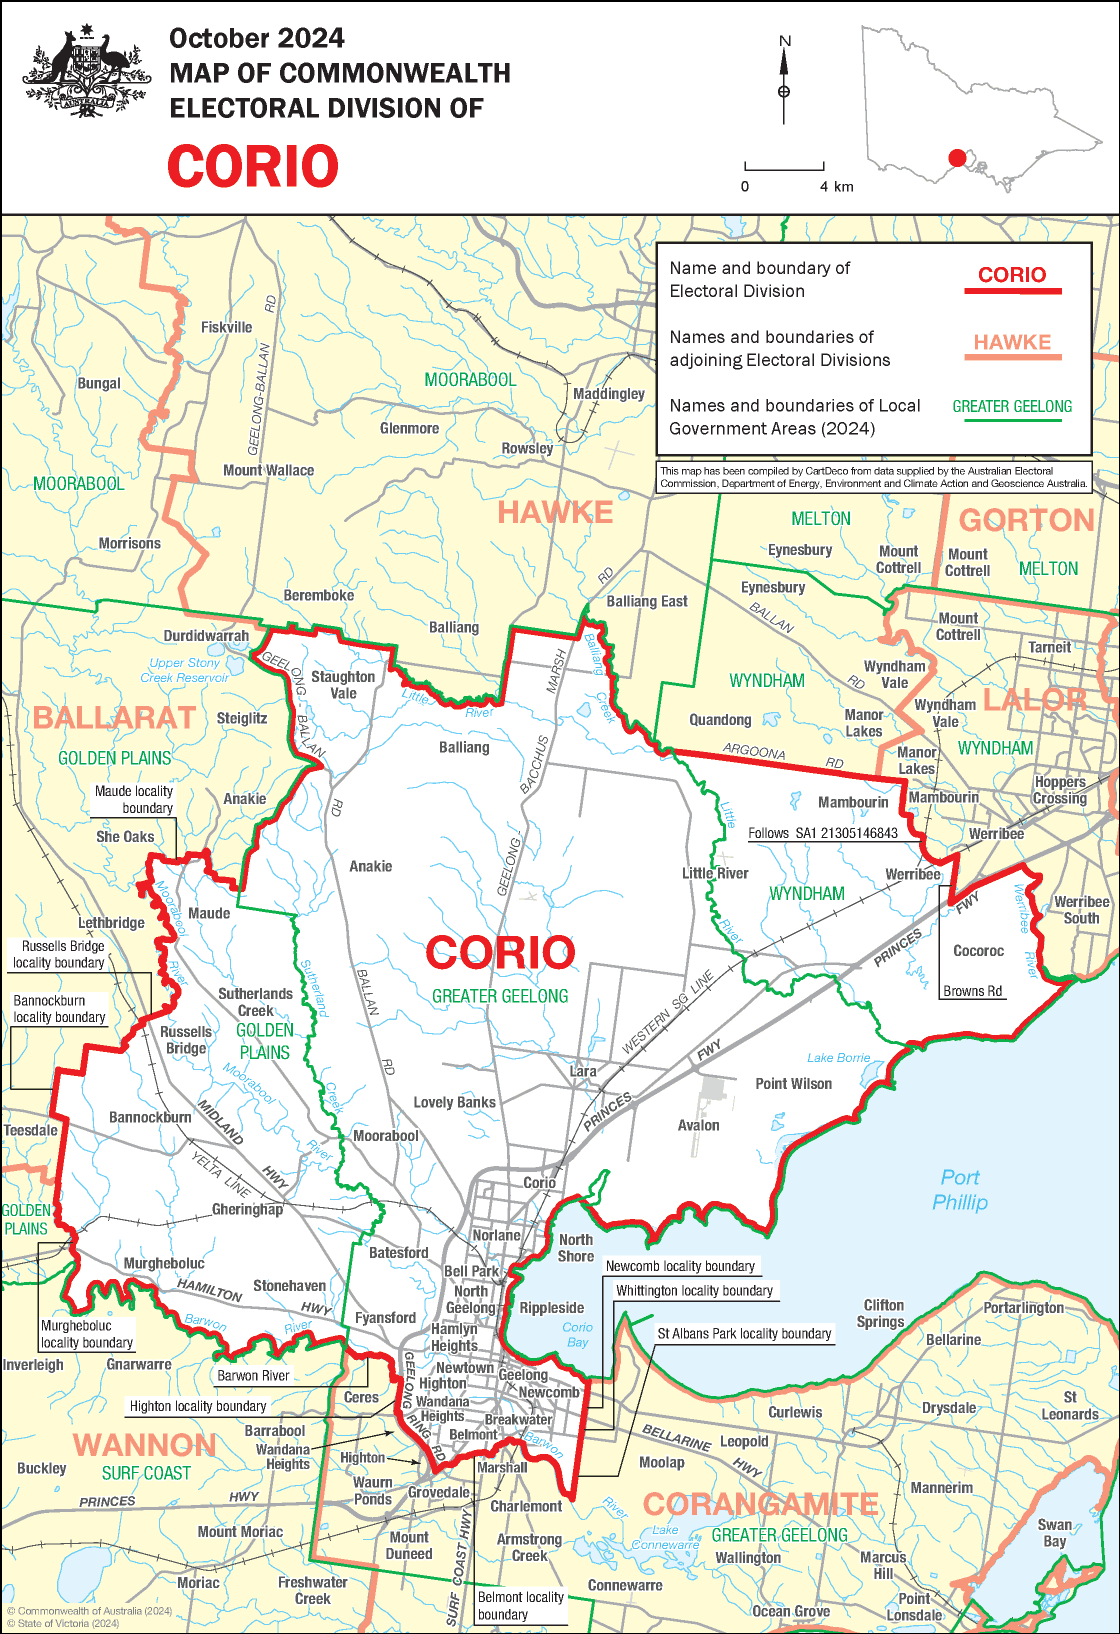 October 2024
MAP OF COMMONWEALTH
ELECTORAL DIVISION OF
CORIO
AUSTRALIA
N
0 4 km
Name and boundary of
Electoral Division
CORIO
Names and boundaries of
adjoining Electoral Divisions
HAWKE
Names and boundaries of Local
Government Areas (2024)
GREATER GEELONG
This map has been compiled by CartDeco from data supplied by the Australian Electoral
Commission, Department of Energy, Environment and Climate Action and Geoscience Australia.
Fiskville
GEELONG-BALLAN RD
Bungal
MOORABOOL
Maddingley
Glenmore
Rowsley
Mount Wallace
MOORABOOL
HAWKE
MELTON
GORTON
Morrisons
Eynesbury
Mount
Cottrell
Mount
Cottrell
MELTON
Eynesbury
RD
Beremboke
Balliang East
BALLAN
RD
Mount
Cottrell
Balliang
Durdidwarrah
Tarneit
Upper Stony
Creek Reservoir
GEELONG - BALLAN
RD
Staughton
Vale
Little
River
MARSH
Balliang
Creek
Wyndham
Vale
WYNDHAM
LALOR
BALLARAT
Steiglitz
Quandong
Manor
Lakes
Wyndham
Vale
GOLDEN PLAINS
Balliang
BACCHUS
ARGOONA
RD
Manor
Lakes
WYNDHAM
Maude locality
boundary
Anakie
Hoppers
Crossing
Mambourin
Mambourin
She Oaks
Little
Follows SA1 21305146843
Werribee
Anakie
GEELONG -
Little River
Werribee
WYNDHAM
Lethbridge
Moorabool
Maude
FWY
Werribee
Werribee
South
Russells Bridge
locality boundary
River
CORIO
River
PRINCES
Cocoroc
River
Bannockburn
locality boundary
Sutherlands
Creek
Sutherland
BALLAN
GREATER GEELONG
Browns Rd
GOLDEN
PLAINS
Russells
Bridge
WESTERN SG LINE
FWY
Lake Borrie
Moorabool
RD
Lara
Point Wilson
Creek
Lovely Banks
PRINCES
Bannockburn
MIDLAND
Teesdale
Moorabool
Avalon
River
YELTA LINE
HWY
Port
Phillip
Corio
GOLDEN
PLAINS
Gheringhap
Norlane
North
Shore
Batesford
Murgheboluc
Bell Park
Newcomb locality boundary
HAMILTON
Stonehaven
North
Geelong
Whittington locality boundary
HWY
Rippleside
Clifton
Springs
Portarlington
Murgheboluc
locality boundary
Barwon
River
Fyansford
Corio
Bay
St Albans Park locality boundary
Hamlyn
Heights
Bellarine
Inverleigh
Gnarwarre
Newtown
Geelong
Barwon River
Highton
Newcomb
Ceres
GEELONG RING RD
Wandana
Heights
St
Leonards
Highton locality boundary
Breakwater
Curlewis
Drysdale
Barrabool
Belmont
Barwon
BELLARINE
HWY
Leopold
WANNON
Wandana
Heights
Highton
SURF COAST
Marshall
Moolap
Buckley
Waurn
Ponds
Grovedale
Mannerim
PRINCES
HWY
Charlemont
River
CORANGAMITE
Mount Moriac
SURF COAST HWY
Lake
Connewarre
GREATER GEELONG
Swan
Bay
Mount
Duneed
Armstrong
Creek
Wallington
Marcus
Hill
Moriac
Freshwater
Creek
Connewarre
Belmont locality
boundary
Point
Lonsdale
Ocean Grove
© Commonwealth of Australia (2024)
© State of Victoria (2024)